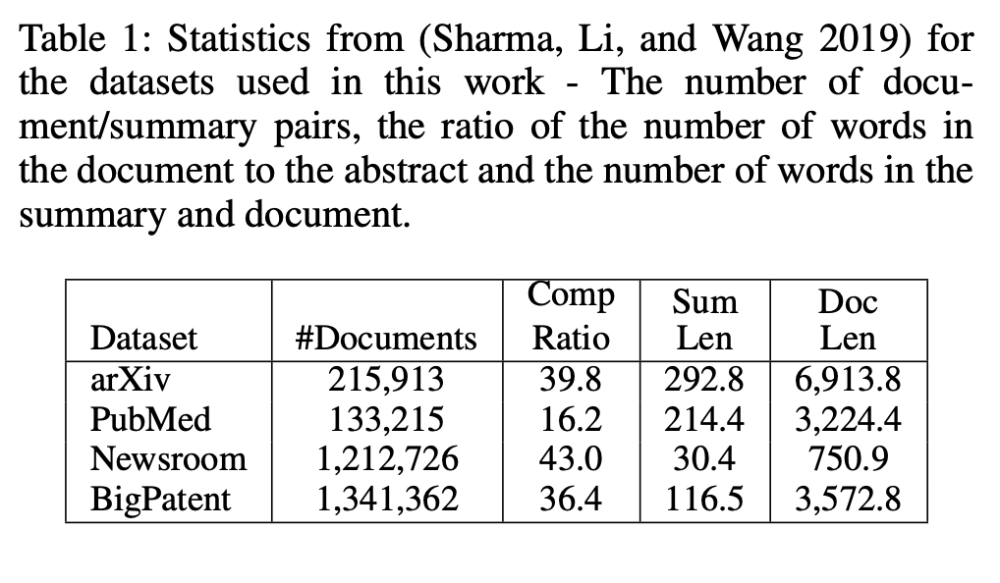 Table 1: Statistics from (Sharma, Li, and Wang 2019) for
the datasets used in this work - The number of docu-
ment/summary pairs, the ratio of the number of words in
the document to the abstract and the number of words in the
summary and document.
Dataset #Documents Comp Ratio Sum Len Doc Len
arXiv 215,913 39.8 292.8 6,913.8
PubMed 133,215 16.2 214.4 3,224.4
Newsroom 1,212,726 43.0 30.4 750.9
BigPatent 1,341,362 36.4 116.5 3,572.8